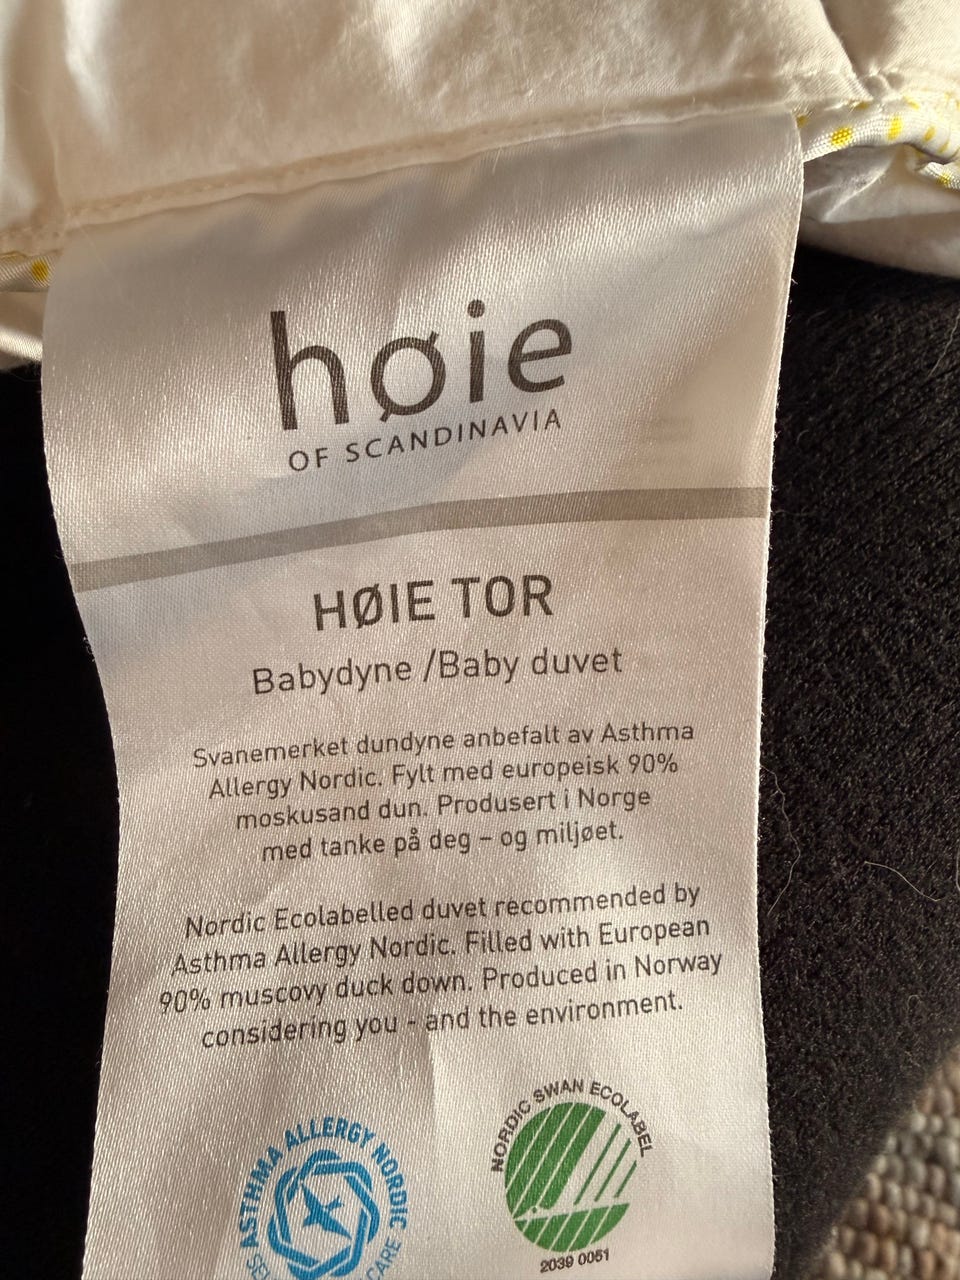 høie
OF SCANDINAVIA
HØIE TOR
Babydyne /Baby duvet
Svanemerket dundyne anbefalt av Asthma
Allergy Nordic. Fylt med europeisk 90%
moskusand dun. Produsert i Norge
med tanke på deg – og miljøet.
Nordic Ecolabelled duvet recommended by
Asthma Allergy Nordic. Filled with European
90% muscovy duck down. Produced in Norway
considering you - and the environment.
ASTHMA ALLERGY NORDIC
CARE
NORDIC SWAN ECOLABEL
2039 0051